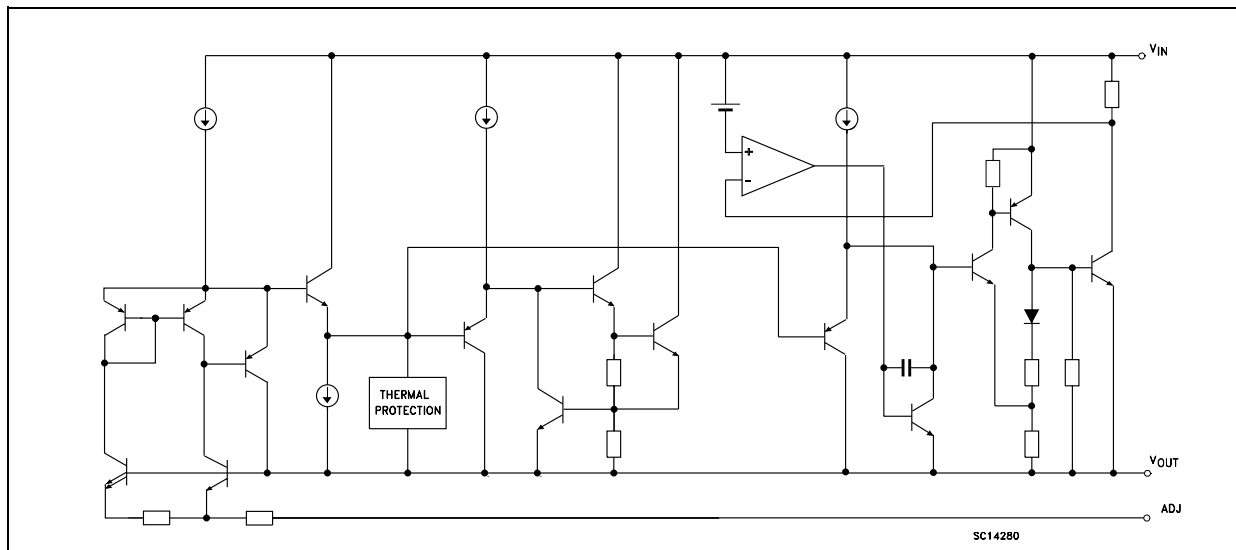 VIN
+
-
THERMAL
PROTECTION
VOUT
ADJ
SC14280